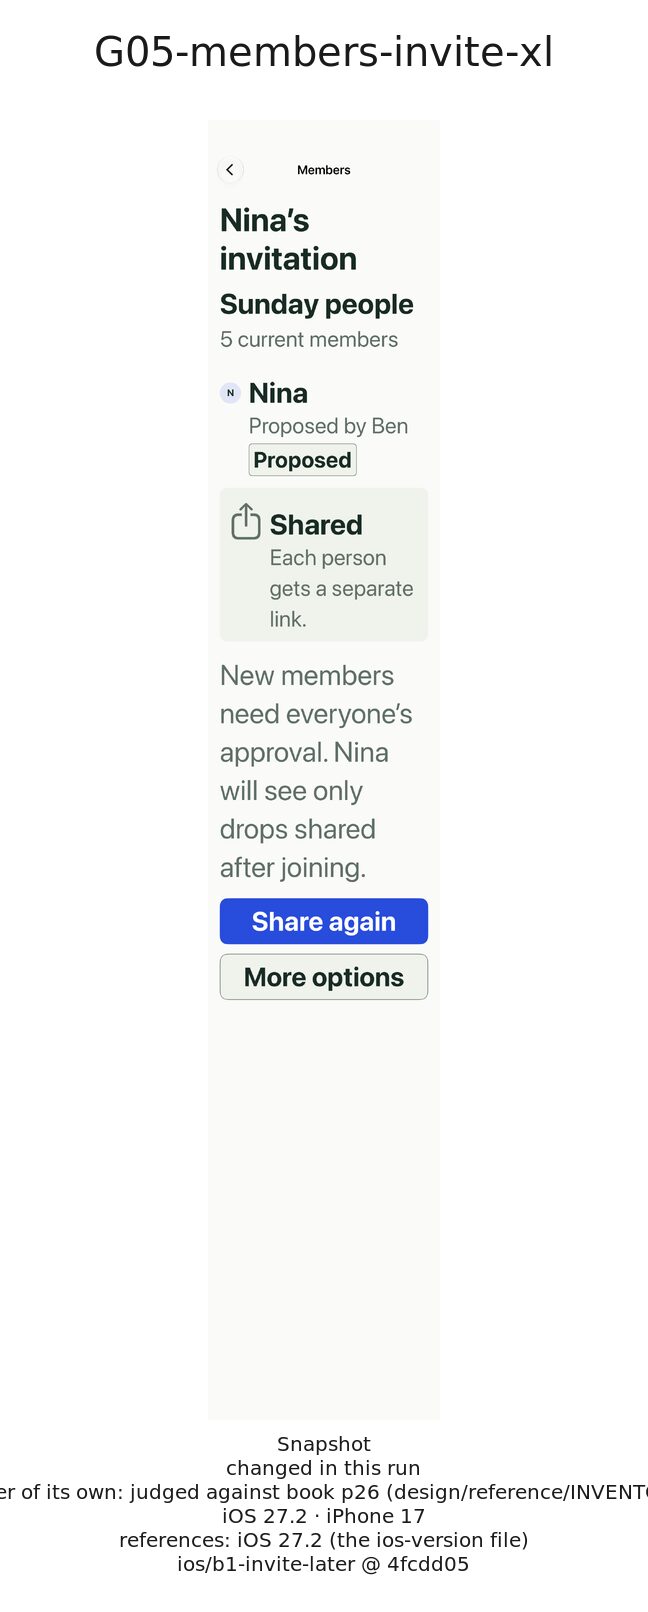 G05-members-invite-xl
Members
Nina’s
invitation
Sunday people
5 current members
N
Nina
Proposed by Ben
Proposed
Shared
Each person
gets a separate
link.
New members
need everyone’s
approval. Nina
will see only
drops shared
after joining.
Share again
More options
Snapshot
changed in this run
of its own: judged against book p26 (design/reference/
iOS 27.2 · iPhone 17
references: iOS 27.2 (the ios-version file)
ios/b1-invite-later @ 4fcdd05